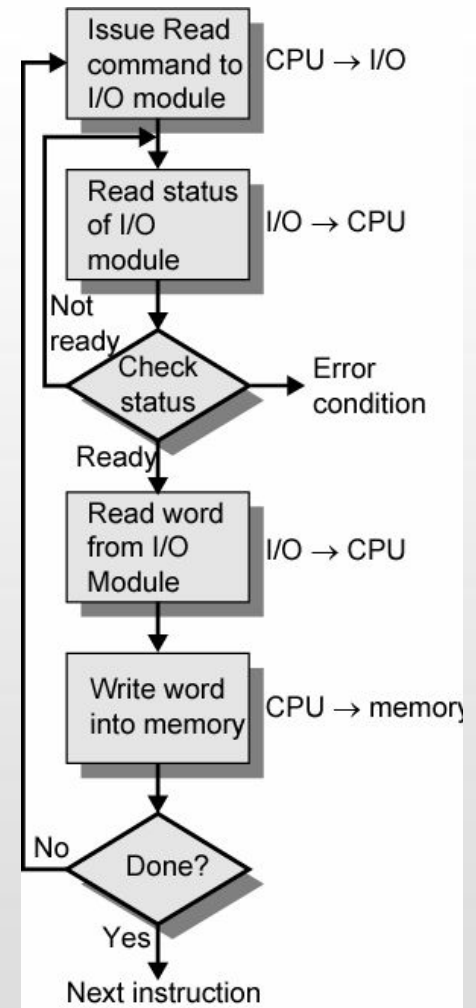 Issue Read
command to
I/O module
CPU → I/O
Read status
of I/O
module
I/O → CPU
Not
ready
Check
status
Error
condition
Ready
Read word
from I/O
Module
I/O → CPU
Write word
into memory
CPU → memory
No
Done?
Yes
Next instruction